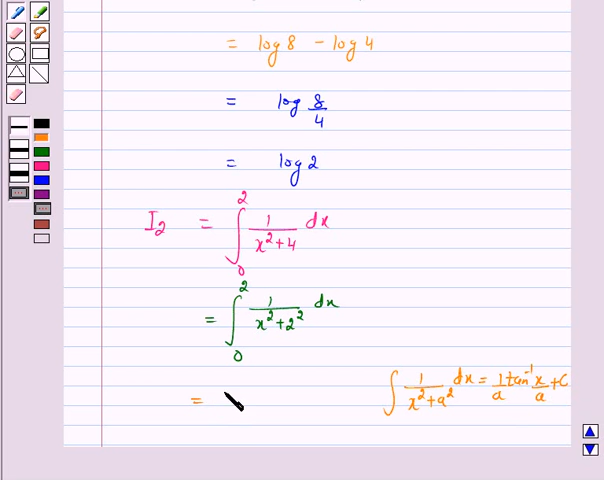 = log 8 - log 4
= log 8/4
= log 2
I₂ = ∫₀² 1/(x²+4) dx
= ∫₀² 1/(x²+2²) dx
= ∫ 1/(x²+a²) dx = 1/a tan⁻¹ x/a + C